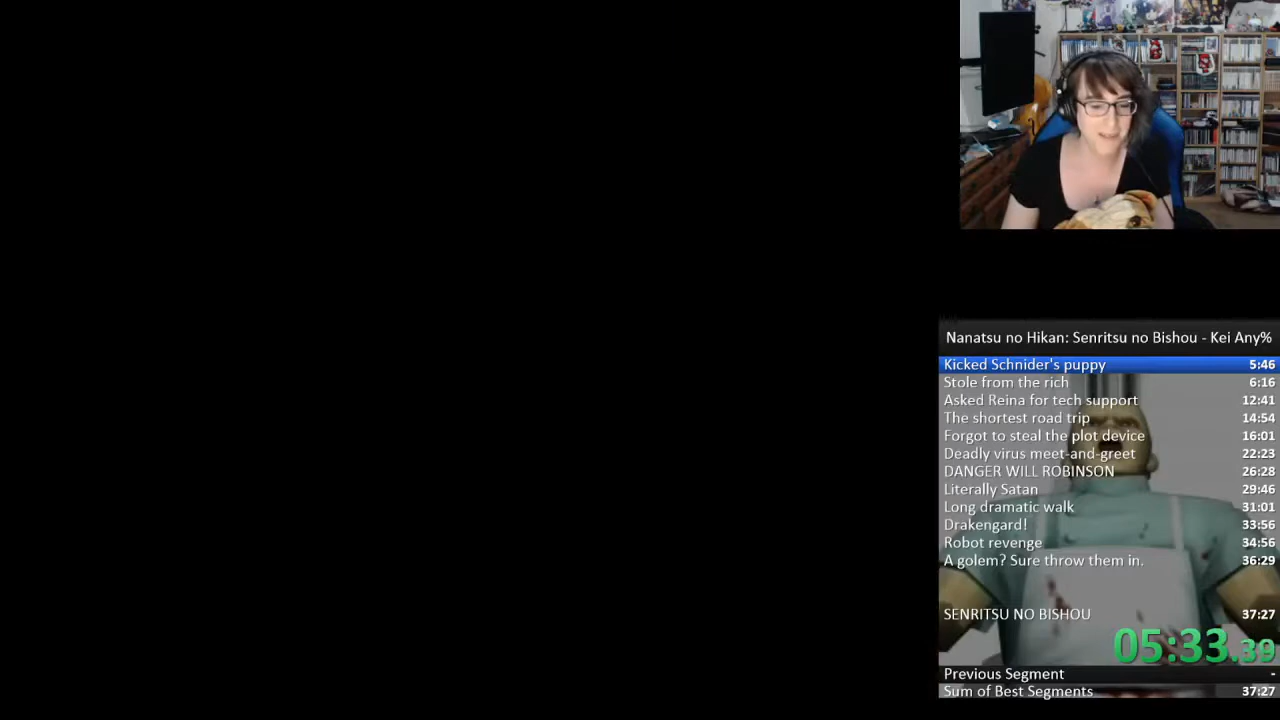 Nanatsu no Hikan: Senritsu no Bishou - Kei Any%
Kicked Schnider's puppy 5:46
Stole from the rich 6:16
Asked Reina for tech support 12:41
The shortest road trip 14:54
Forgot to steal the plot device 16:01
Deadly virus meet-and-greet 22:23
DANGER WILL ROBINSON 26:28
Literally Satan 29:46
Long dramatic walk 31:01
Drakengard! 33:56
Robot revenge 34:56
A golem? Sure throw them in. 36:29
SENRITSU NO BISHOU 37:27
05:33.39
Previous Segment -
Sum of Best Segments 37:27